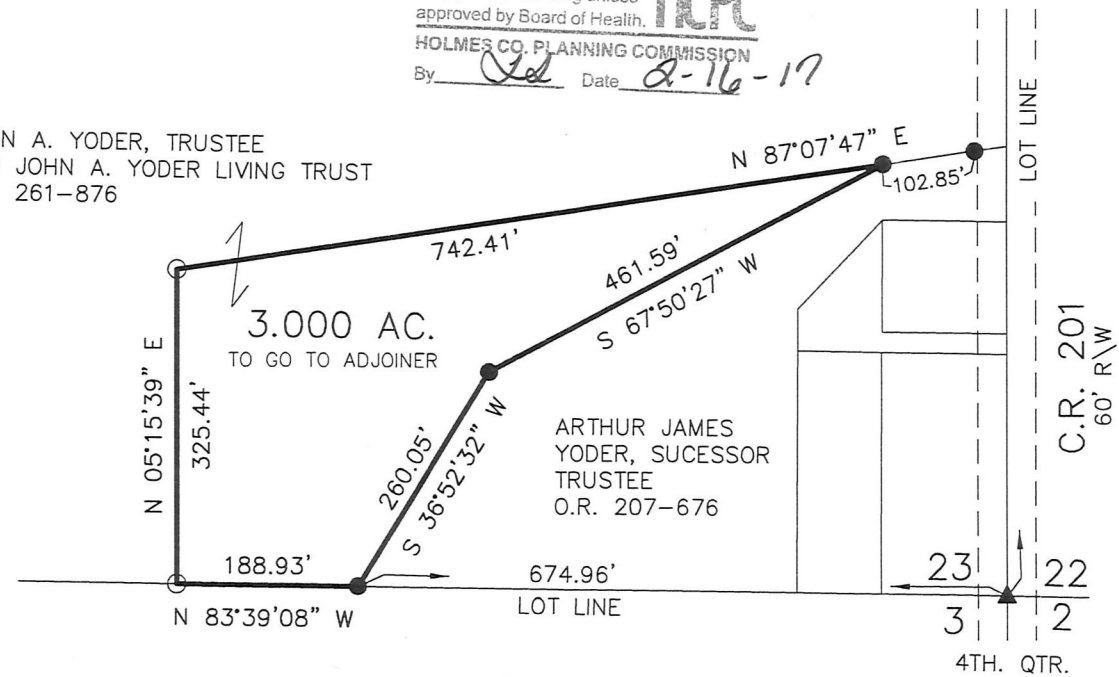 approved by Board of Health.
HOLMES CO. PLANNING COMMISSION
By Date 2-16-17
N A. YODER, TRUSTEE
JOHN A. YODER LIVING TRUST
261-876
N 87°07'47" E
102.85'
LOT LINE
742.41'
461.59'
S 67°50'27" W
3.000 AC.
TO GO TO ADJOINER
N 05°15'39" E
325.44'
C.R. 201
60' R\W
260.05'
S 36°52'32" W
ARTHUR JAMES
YODER, SUCESSOR
TRUSTEE
O.R. 207-676
188.93'
674.96'
23 22
N 83°39'08" W
LOT LINE
3 2
4TH. QTR.